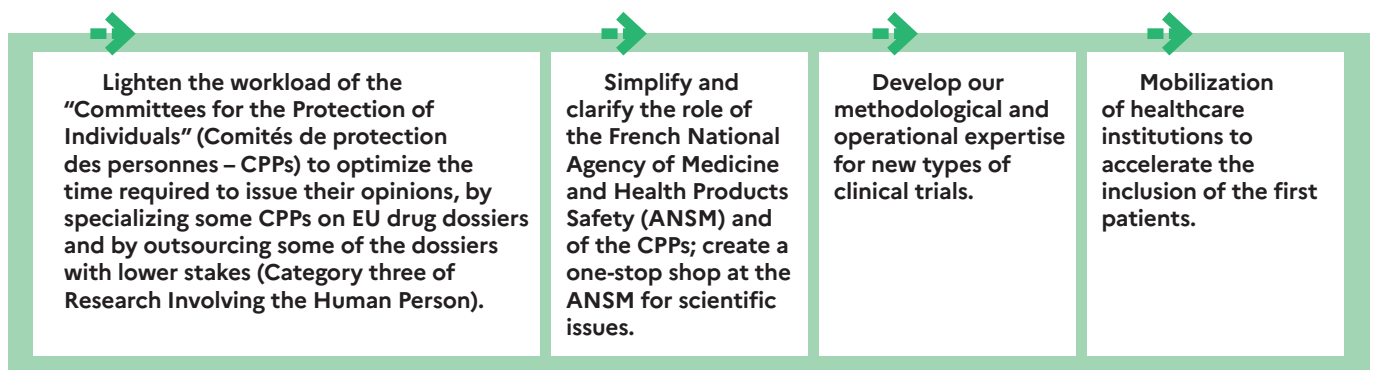 Lighten the workload of the
“Committees for the Protection of
Individuals” (Comités de protection
des personnes – CPPs) to optimize the
time required to issue their opinions, by
specializing some CPPs on EU drug dossiers
and by outsourcing some of the dossiers
with lower stakes (Category three of
Research Involving the Human Person).
Simplify and
clarify the role of
the French National
Agency of Medicine
and Health Products
Safety (ANSM) and
of the CPPs; create a
one-stop shop at the
ANSM for scientific
issues.
Develop our
methodological and
operational expertise
for new types of
clinical trials.
Mobilization
of healthcare
institutions to
accelerate the
inclusion of the first
patients.